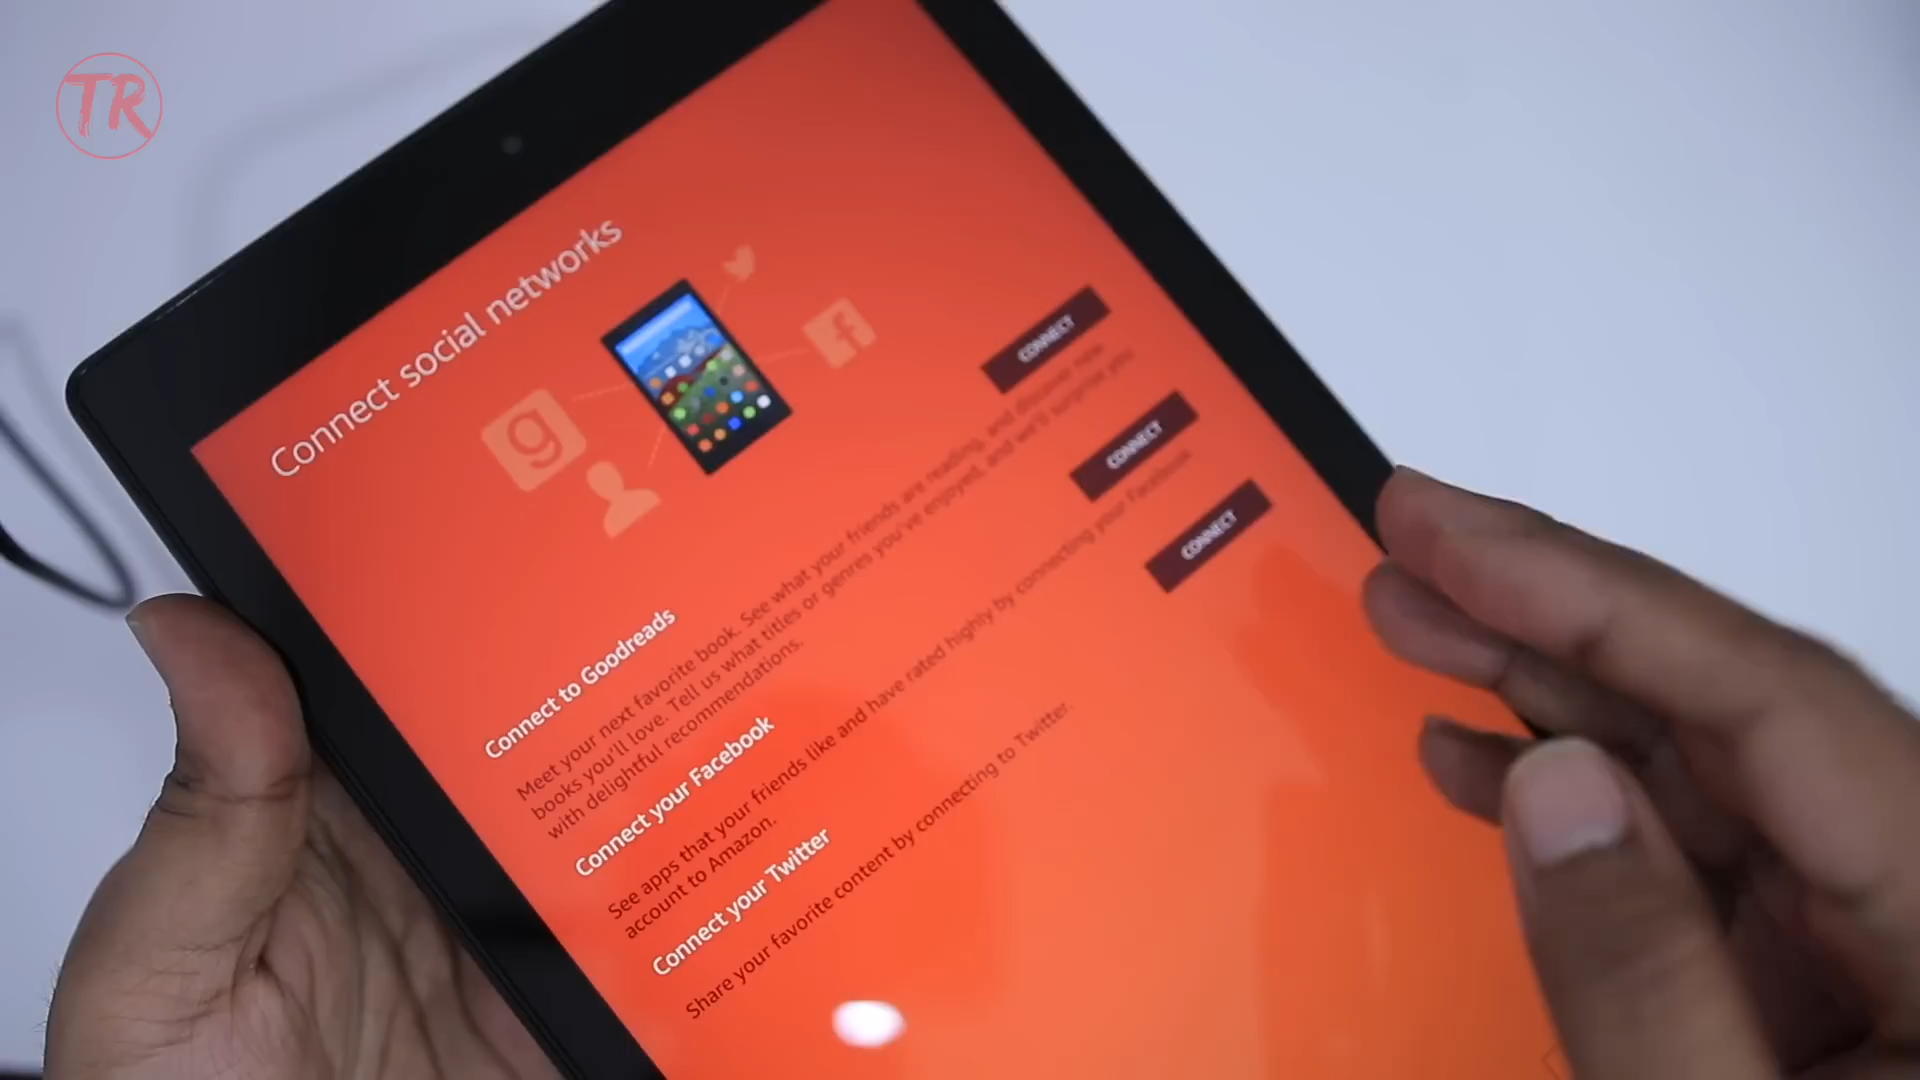 TR
Connect social networks
g
f
Connect to Goodreads
CONNECT
Meet your next favorite book. See what your friends are reading, and discover new
books you'll love. Tell us what titles or genres you've enjoyed, and we'll surprise you
with delightful recommendations.
Connect your Facebook
CONNECT
See apps that your friends like and have rated highly by connecting your Facebook
account to Amazon.
Connect your Twitter
CONNECT
Share your favorite content by connecting to Twitter.